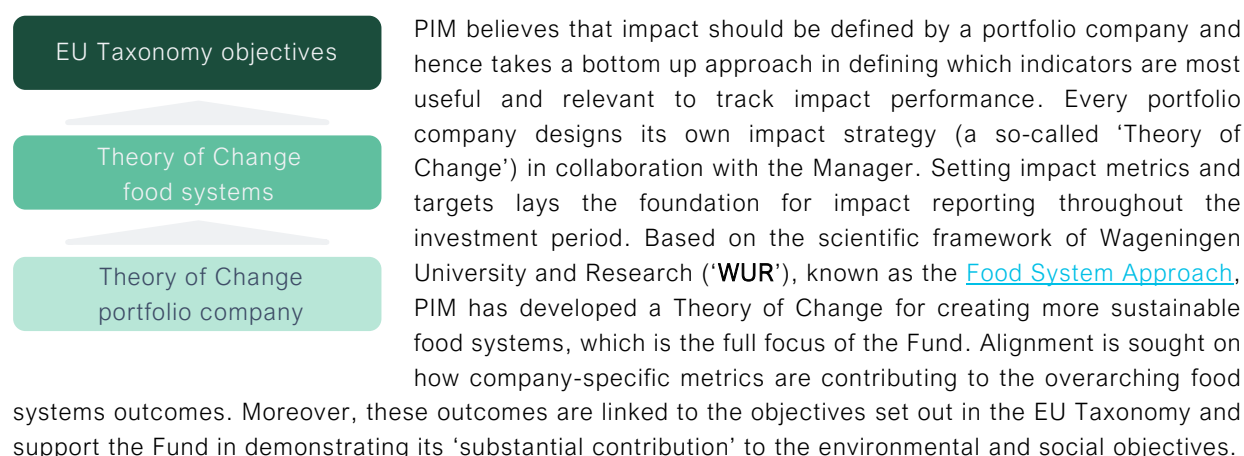 EU Taxonomy objectives
Theory of Change
food systems
Theory of Change
portfolio company
PIM believes that impact should be defined by a portfolio company and
hence takes a bottom up approach in defining which indicators are most
useful and relevant to track impact performance. Every portfolio
company designs its own impact strategy (a so-called ‘Theory of
Change’) in collaboration with the Manager. Setting impact metrics and
targets lays the foundation for impact reporting throughout the
investment period. Based on the scientific framework of Wageningen
University and Research (‘WUR’), known as the Food System Approach,
PIM has developed a Theory of Change for creating more sustainable
food systems, which is the full focus of the Fund. Alignment is sought on
how company-specific metrics are contributing to the overarching food
systems outcomes. Moreover, these outcomes are linked to the objectives set out in the EU Taxonomy and
support the Fund in demonstrating its ‘substantial contribution’ to the environmental and social objectives.